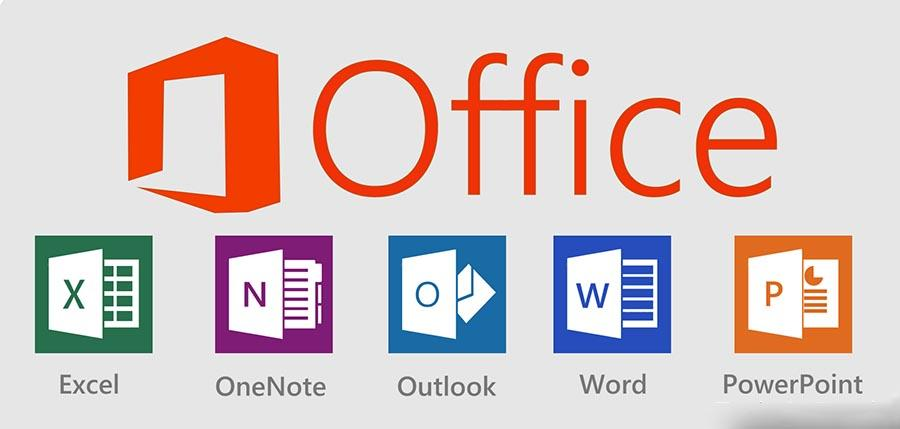 Office
X N O W P
Excel OneNote Outlook Word PowerPoint